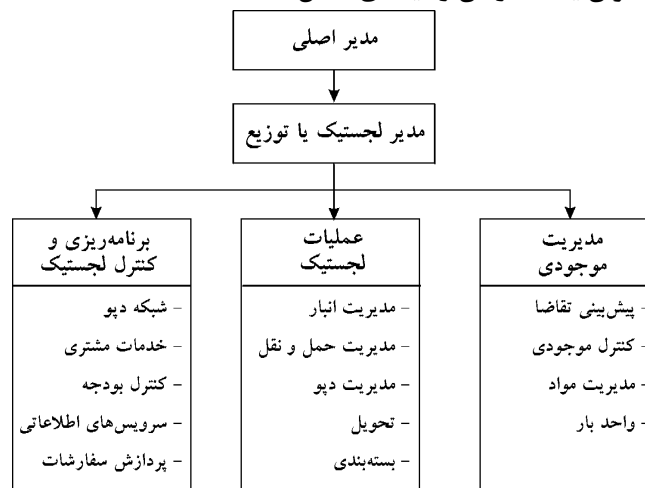 مدیر اصلی
مدیر لجستیک یا توزیع
مدیریت
موجودی
- پیش‌بینی تقاضا
- کنترل موجودی
- مدیریت مواد
- واحد بار
عملیات
لجستیک
- مدیریت انبار
- مدیریت حمل و نقل
- مدیریت دپو
- تحویل
- بسته‌بندی
برنامه‌ریزی و
کنترل لجستیک
- شبکه دپو
- خدمات مشتری
- کنترل بودجه
- سرویس‌های اطلاعاتی
- پردازش سفارشات